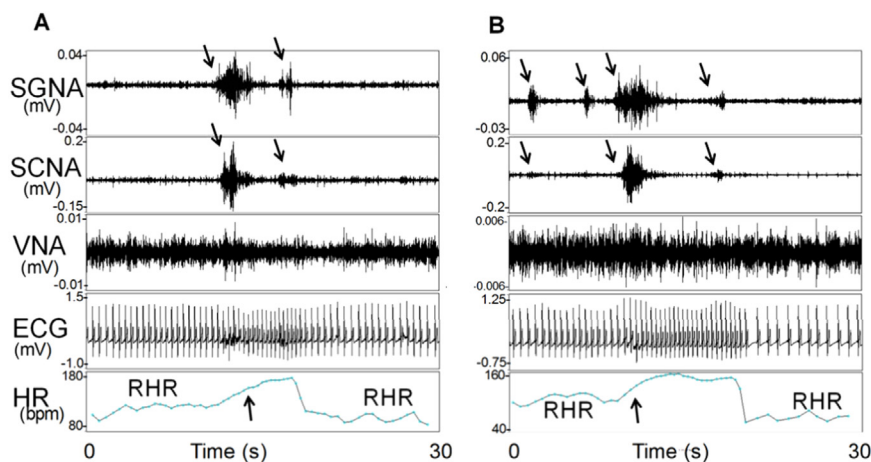 A
B
SGNA
(mV)
0.04
-0.04
0.06
-0.03
SCNA
(mV)
0.2
-0.15
0.2
-0.2
VNA
(mV)
0.01
-0.01
0.006
-0.006
ECG
(mV)
1.5
-1.0
1.25
-0.75
HR
(bpm)
180
80
RHR
RHR
160
40
RHR
RHR
0 Time (s) 30
0 Time (s) 30